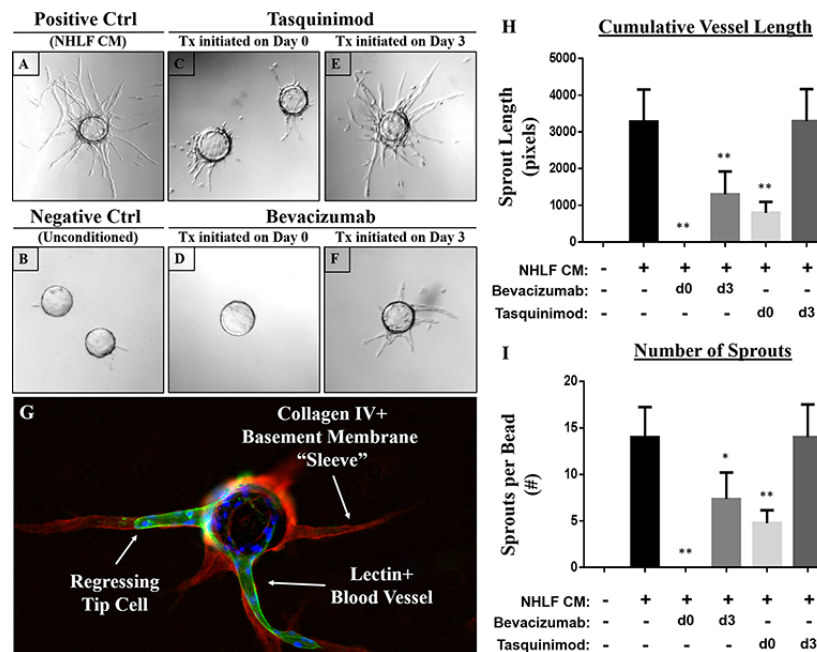 Positive Ctrl
(NHLF CM)
Tasquinimod
Tx initiated on Day 0
Tx initiated on Day 3
A
C
E
Negative Ctrl
(Unconditioned)
Bevacizumab
Tx initiated on Day 0
Tx initiated on Day 3
B
D
F
G
Collagen IV+
Basement Membrane
“Sleeve”
Regressing
Tip Cell
Lectin+
Blood Vessel
H
Cumulative Vessel Length
Sprout Length
(pixels)
5000
4000
3000
2000
1000
0
**
**
**
NHLF CM: - + + + + +
Bevacizumab: - - d0 d3 - -
Tasquinimod: - - - - d0 d3
I
Number of Sprouts
Sprouts per Bead
(#)
20
15
10
5
0
**
*
**
NHLF CM: - + + + + +
Bevacizumab: - - d0 d3 - -
Tasquinimod: - - - - d0 d3